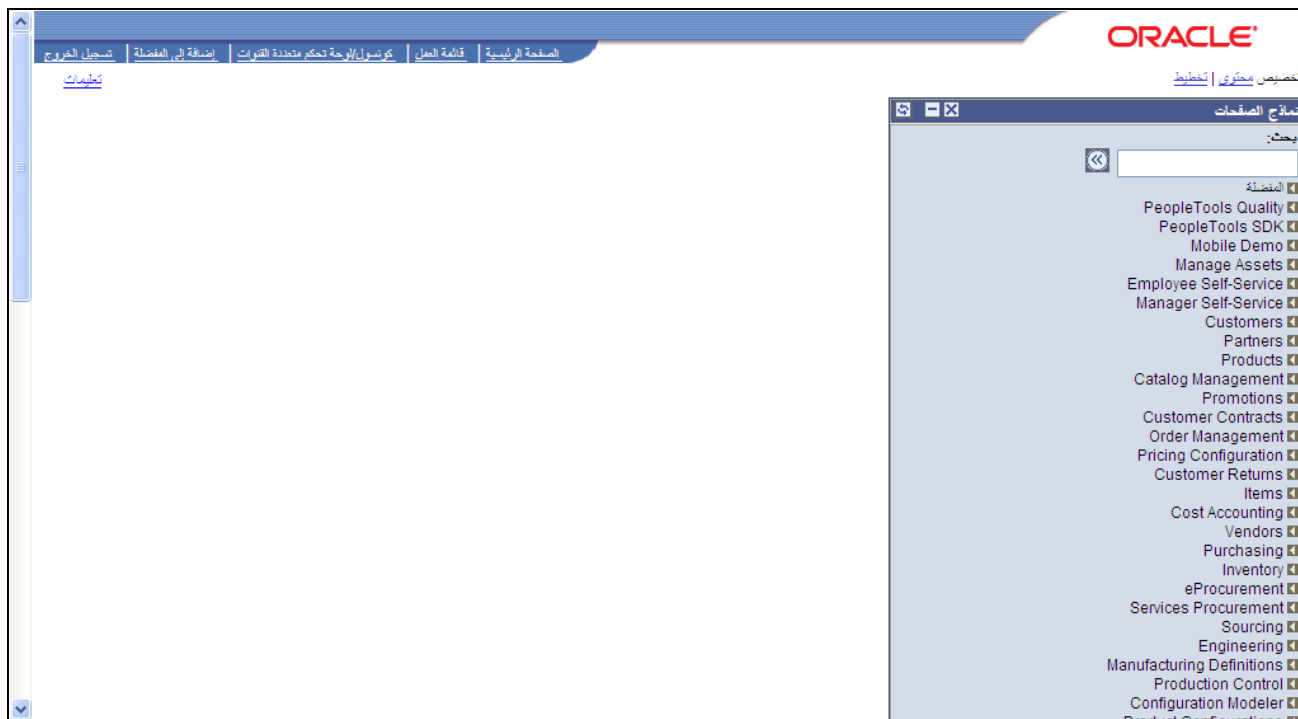 ORACLE
الصفحة الرئيسية | قائمة العمل | كونسول/لوحة تحكم متعددة القنوات | إضافة إلى المفضلة | تسجيل الخروج
تخصيص محتوى | تخطيط
تعليمات
نماذج الصفحات
بحث:
المفضلة
PeopleTools Quality
PeopleTools SDK
Mobile Demo
Manage Assets
Employee Self-Service
Manager Self-Service
Customers
Partners
Products
Catalog Management
Promotions
Customer Contracts
Order Management
Pricing Configuration
Customer Returns
Items
Cost Accounting
Vendors
Purchasing
Inventory
eProcurement
Services Procurement
Sourcing
Engineering
Manufacturing Definitions
Production Control
Configuration Modeler